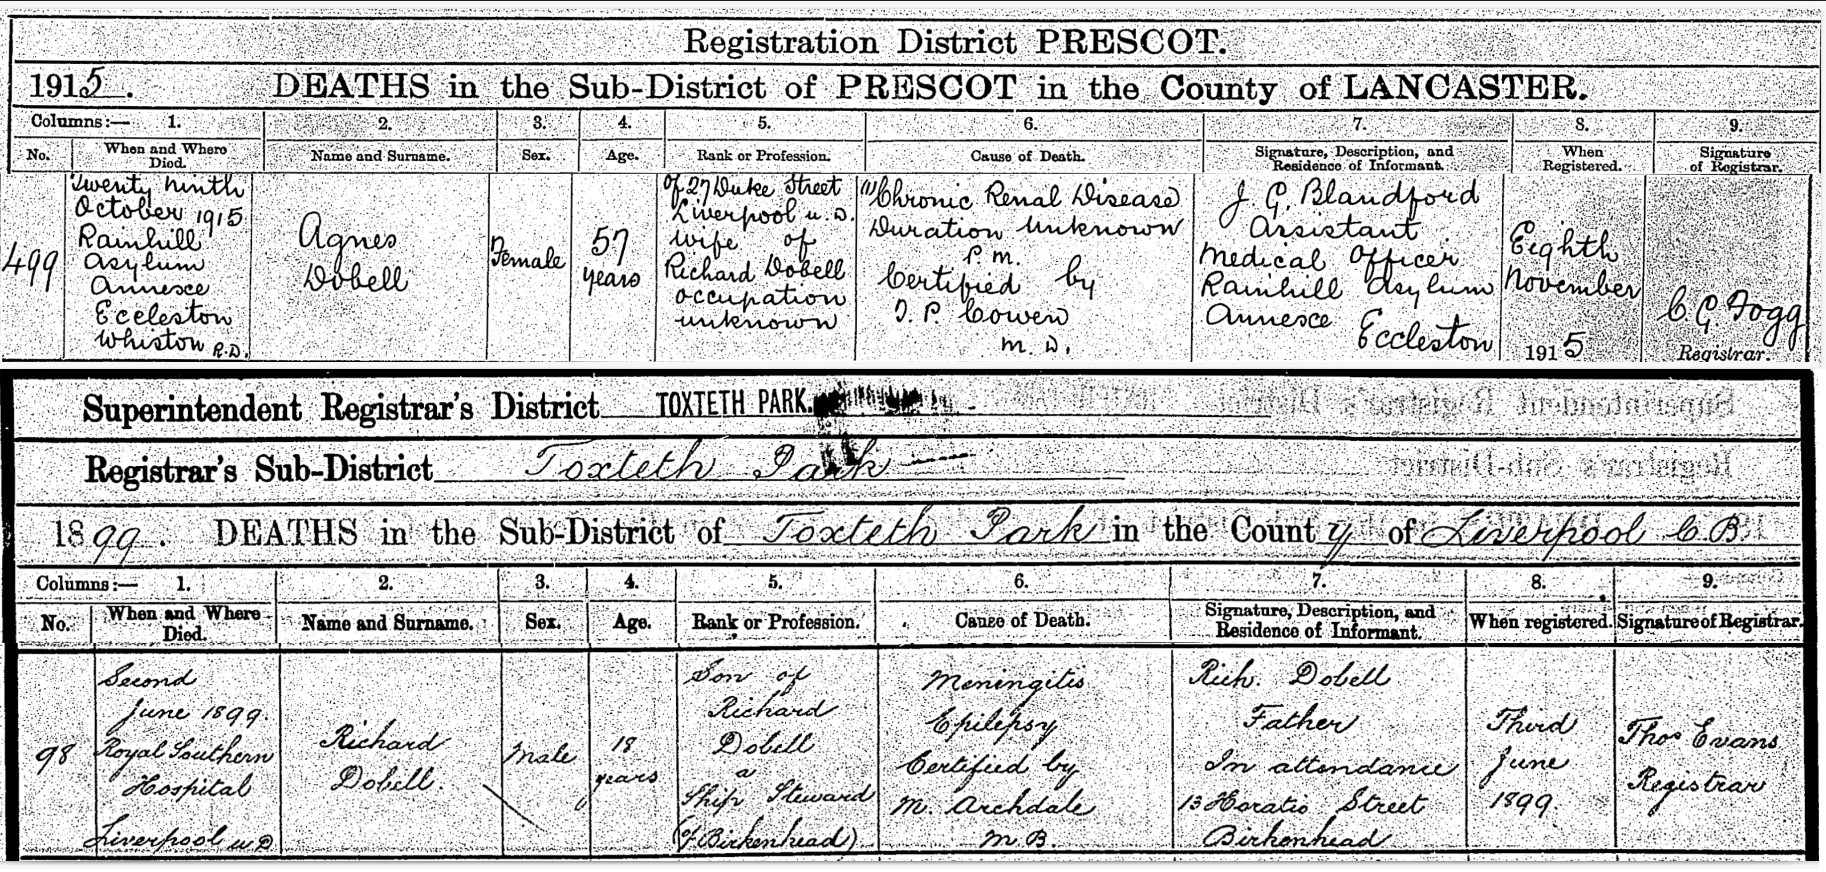 Registration District PRESCOT.
1915. DEATHS in the Sub-District of PRESCOT in the County of LANCASTER.
Columns:— 1. 2. 3. 4. 5. 6. 7. 8. 9.
No. When and Where Died. Name and Surname. Sex. Age. Rank or Profession. Cause of Death. Signature, Description, and Residence of Informant. When Registered. Signature of Registrar.
499
Twenty ninth
October 1915
Rainhill
Asylum
Annexe
Eccleston
Whiston R.D.
Agnes
Dobell
Female
57
years
of 27 Duke Street
Liverpool u.D.
wife of
Richard Dobell
occupation
unknown
(1) Chronic Renal Disease
Duration unknown
P.m.
Certified by
T. P. Cowen
m. D.
J. G. Blandford
Assistant
Medical Officer
Rainhill Asylum
Annexe Eccleston
Eighth
November
1915
C. G. Fogg
Registrar.
Superintendent Registrar's District TOXTETH PARK.
Registrar's Sub-District Toxteth Park
1899. DEATHS in the Sub-District of Toxteth Park in the County of Liverpool C.B.
Columns:— 1. 2. 3. 4. 5. 6. 7. 8. 9.
No. When and Where Died. Name and Surname. Sex. Age. Rank or Profession. Cause of Death. Signature, Description, and Residence of Informant. When registered. Signature of Registrar.
98
Second
June 1899.
Royal Southern
Hospital
Liverpool u.D
Richard
Dobell.
Male
18
years
Son of
Richard
Dobell
a
Ship Steward
(of Birkenhead)
Meningitis
Epilepsy
Certified by
M. Archdale
M.B.
Rich. Dobell
Father
In attendance
13 Horatio Street
Birkenhead
Third
June
1899.
Thos Evans
Registrar